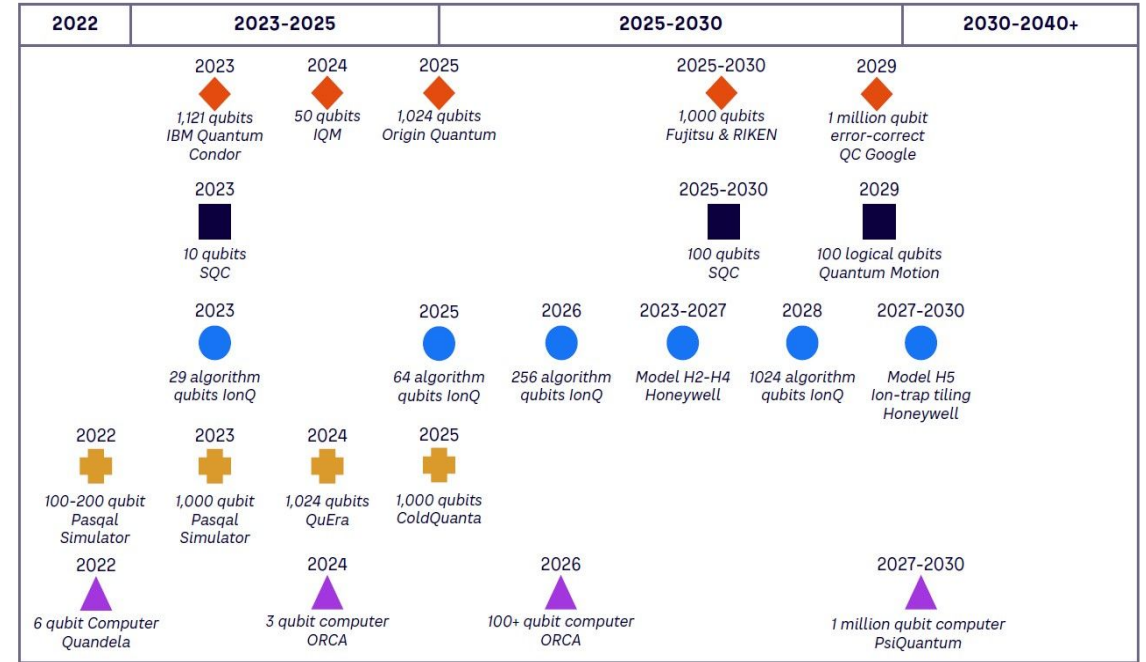 2022
2023-2025
2025-2030
2030-2040+
2023
2024
2025
2025-2030
2029
1,121 qubits
IBM Quantum
Condor
50 qubits
IQM
1,024 qubits
Origin Quantum
1,000 qubits
Fujitsu & RIKEN
1 million qubit
error-correct
QC Google
2023
2025-2030
2029
10 qubits
SQC
100 qubits
SQC
100 logical qubits
Quantum Motion
2023
2025
2026
2023-2027
2028
2027-2030
29 algorithm
qubits IonQ
64 algorithm
qubits IonQ
256 algorithm
qubits IonQ
Model H2-H4
Honeywell
1024 algorithm
qubits IonQ
Model H5
Ion-trap tiling
Honeywell
2022
2023
2024
2025
100-200 qubit
Pasqal
Simulator
1,000 qubit
Pasqal
Simulator
1,024 qubits
QuEra
1,000 qubits
ColdQuanta
2022
2024
2026
2027-2030
6 qubit Computer
Quandela
3 qubit computer
ORCA
100+ qubit computer
ORCA
1 million qubit computer
PsiQuantum